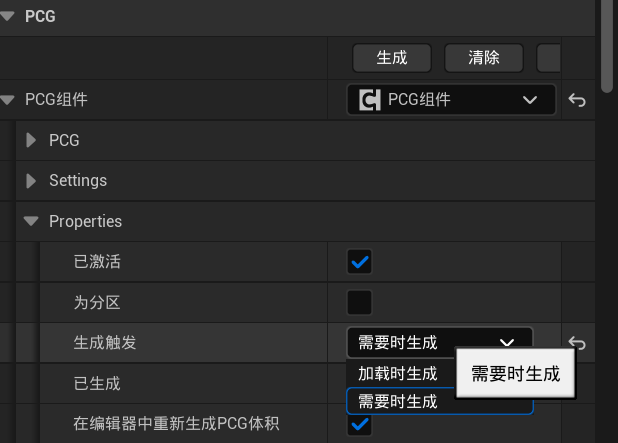 PCG
生成 清除
PCG组件 PCG组件
PCG
Settings
Properties
已激活
为分区
生成触发 需要时生成
加载时生成
需要时生成
需要时生成
已生成
在编辑器中重新生成PCG体积